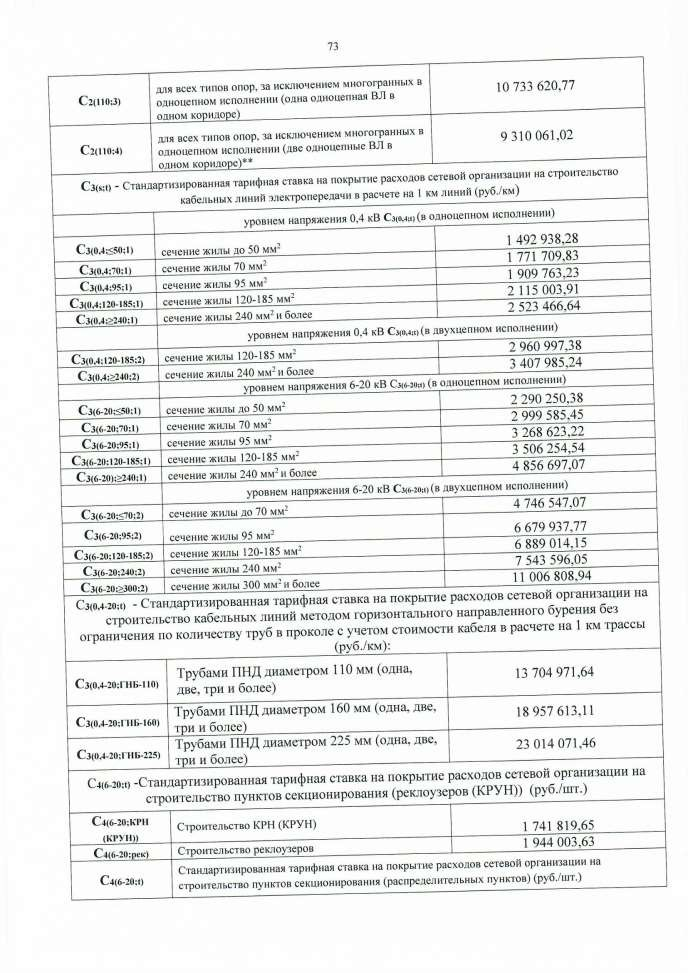 73
С2(110;3)
для всех типов опор, за исключением многогранных в
одноцепном исполнении (одна одноцепная ВЛ в
одном коридоре)
10 733 620,77
С2(110;4)
для всех типов опор, за исключением многогранных в
одноцепном исполнении (две одноцепные ВЛ в
одном коридоре)**
9 310 061,02
С3(s;t) - Стандартизированная тарифная ставка на покрытие расходов сетевой организации на строительство
кабельных линий электропередачи в расчете на 1 км линий (руб./км)
уровнем напряжения 0,4 кВ С3(0,4;t) (в одноцепном исполнении)
С3(0,4;≤50;1) сечение жилы до 50 мм² 1 492 938,28
С3(0,4;70;1) сечение жилы 70 мм² 1 771 709,83
С3(0,4;95;1) сечение жилы 95 мм² 1 909 763,23
С3(0,4;120-185;1) сечение жилы 120-185 мм² 2 115 003,91
С3(0,4;≥240;1) сечение жилы 240 мм² и более 2 523 466,64
уровнем напряжения 0,4 кВ С3(0,4;t) (в двухцепном исполнении)
С3(0,4;120-185;2) сечение жилы 120-185 мм² 2 960 997,38
С3(0,4;≥240;2) сечение жилы 240 мм² и более 3 407 985,24
уровнем напряжения 6-20 кВ С3(6-20;t) (в одноцепном исполнении)
С3(6-20;≤50;1) сечение жилы до 50 мм² 2 290 250,38
С3(6-20;70;1) сечение жилы 70 мм² 2 999 585,45
С3(6-20;95;1) сечение жилы 95 мм² 3 268 623,22
С3(6-20;120-185;1) сечение жилы 120-185 мм² 3 506 254,54
С3(6-20);≥240;1) сечение жилы 240 мм² и более 4 856 697,07
уровнем напряжения 6-20 кВ С3(6-20;t) (в двухцепном исполнении)
С3(6-20;≤70;2) сечение жилы до 70 мм² 4 746 547,07
С3(6-20;95;2) сечение жилы 95 мм² 6 679 937,77
С3(6-20;120-185;2) сечение жилы 120-185 мм² 6 889 014,15
С3(6-20;240;2) сечение жилы 240 мм² 7 543 596,05
С3(6-20;≥300;2) сечение жилы 300 мм² и более 11 006 808,94
С3(0,4-20;t) - Стандартизированная тарифная ставка на покрытие расходов сетевой организации на
строительство кабельных линий методом горизонтального направленного бурения без
ограничения по количеству труб в проколе с учетом стоимости кабеля в расчете на 1 км трассы
(руб./км):
С3(0,4-20;ГНБ-110)
Трубами ПНД диаметром 110 мм (одна,
две, три и более)
13 704 971,64
С3(0,4-20;ГНБ-160)
Трубами ПНД диаметром 160 мм (одна, две,
три и более)
18 957 613,11
С3(0,4-20;ГНБ-225)
Трубами ПНД диаметром 225 мм (одна, две,
три и более)
23 014 071,46
С4(6-20;t) -Стандартизированная тарифная ставка на покрытие расходов сетевой организации на
строительство пунктов секционирования (реклоузеров (КРУН)) (руб./шт.)
С4(6-20;КРН
(КРУН))
Строительство КРН (КРУН)
1 741 819,65
С4(6-20;рек) Строительство реклоузеров 1 944 003,63
С4(6-20;t)
Стандартизированная тарифная ставка на покрытие расходов сетевой организации на
строительство пунктов секционирования (распределительных пунктов) (руб./шт.)